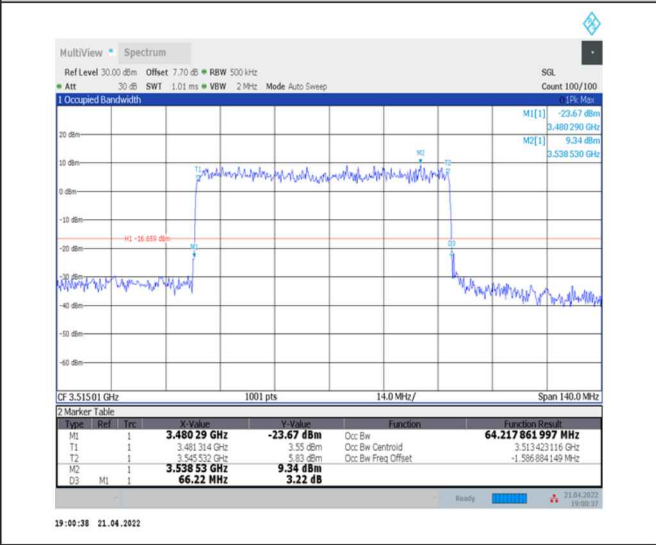 MultiView Spectrum
Ref Level 30.00 dBm Offset 7.70 dB RBW 500 kHz SGL
Att 30 dB SWT 1.01 ms VBW 2 MHz Mode Auto Sweep Count 100/100
1 Occupied Bandwidth 1Pk Max
M1[1] -23.67 dBm
3.480 290 GHz
M2[1] 9.34 dBm
3.538 530 GHz
20 dBm
M2
10 dBm
T1 T2
0 dBm
-10 dBm
H1 -16.659 dBm
M1 D3
-20 dBm
-30 dBm
-40 dBm
-50 dBm
-60 dBm
CF 3.51501 GHz 1001 pts 14.0 MHz/ Span 140.0 MHz
2 Marker Table
Type Ref Trc X-Value Y-Value Function Function Result
M1 1 3.480 29 GHz -23.67 dBm Occ Bw 64.217 861 997 MHz
T1 1 3.481 314 GHz 3.55 dBm Occ Bw Centroid 3.513 423 116 GHz
T2 1 3.545 532 GHz 5.83 dBm Occ Bw Freq Offset -1.586 884 149 MHz
M2 1 3.538 53 GHz 9.34 dBm
D3 M1 1 66.22 MHz 3.22 dB
Ready 21.04.2022
19:00:37
19:00:38 21.04.2022